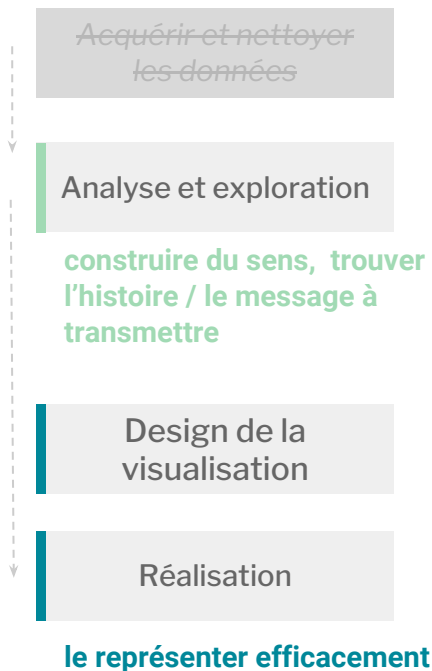 Acquérir et nettoyer
les données
Analyse et exploration
construire du sens, trouver
l’histoire / le message à
transmettre
Design de la
visualisation
Réalisation
le représenter efficacement